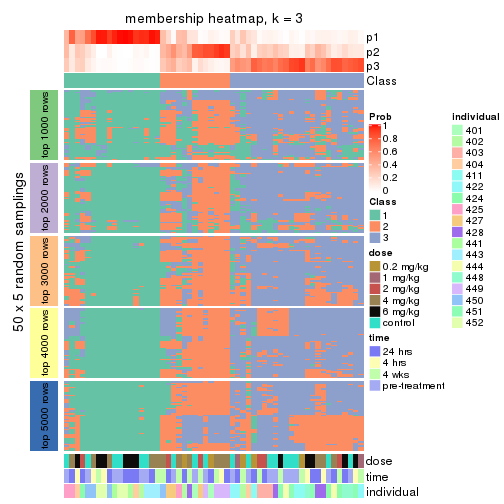 membership heatmap, k = 3
p1
p2
p3
Class
50 x 5 random samplings
top 1000 rows
top 2000 rows
top 3000 rows
top 4000 rows
top 5000 rows
dose
time
individual
Prob
1
0.8
0.6
0.4
0.2
0
Class
1
2
3
dose
0.2 mg/kg
1 mg/kg
2 mg/kg
4 mg/kg
6 mg/kg
control
time
24 hrs
4 hrs
4 wks
pre-treatment
individual
401
402
403
404
411
422
424
425
427
428
441
443
444
448
449
450
451
452